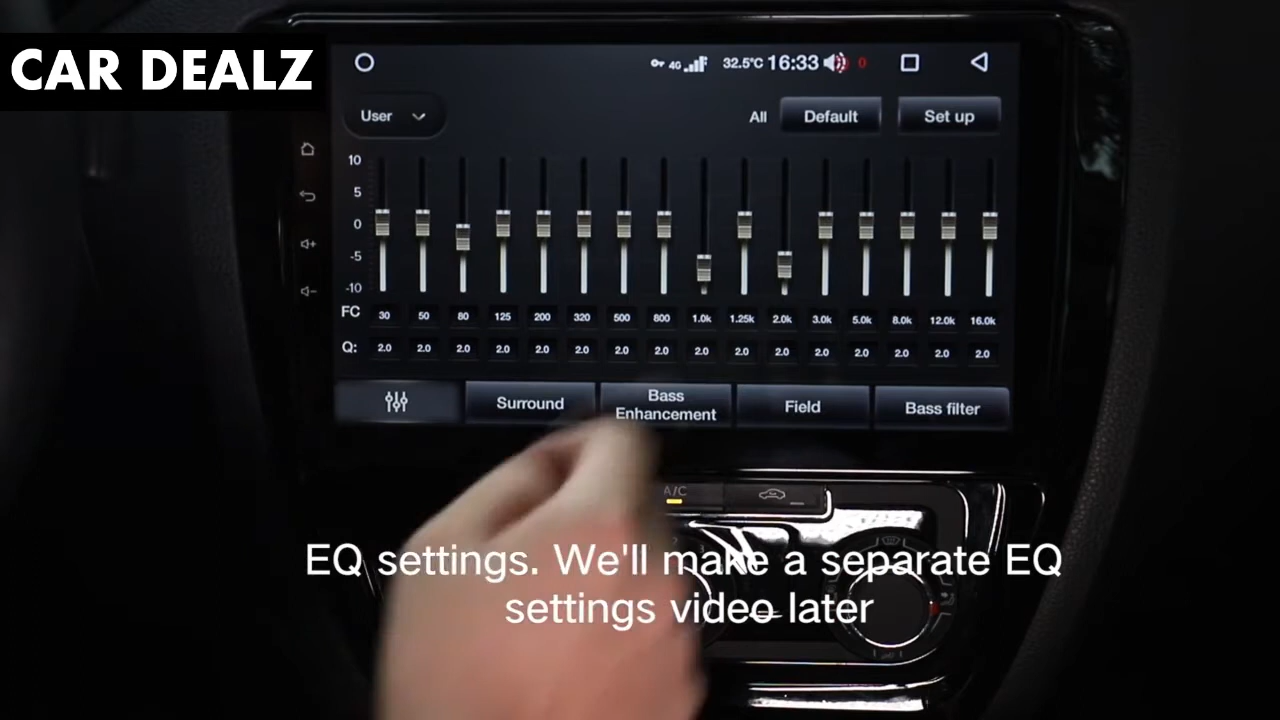 CAR DEALZ
4G 32.5°C 16:33 0
User All Default Set up
10
5
0
-5
-10
FC 30 50 80 125 200 320 500 800 1.0k 1.25k 2.0k 3.0k 5.0k 8.0k 12.0k 16.0k
Q: 2.0 2.0 2.0 2.0 2.0 2.0 2.0 2.0 2.0 2.0 2.0 2.0 2.0 2.0 2.0 2.0
Surround Bass Enhancement Field Bass filter
A/C
EQ settings. We'll make a separate EQ
settings video later